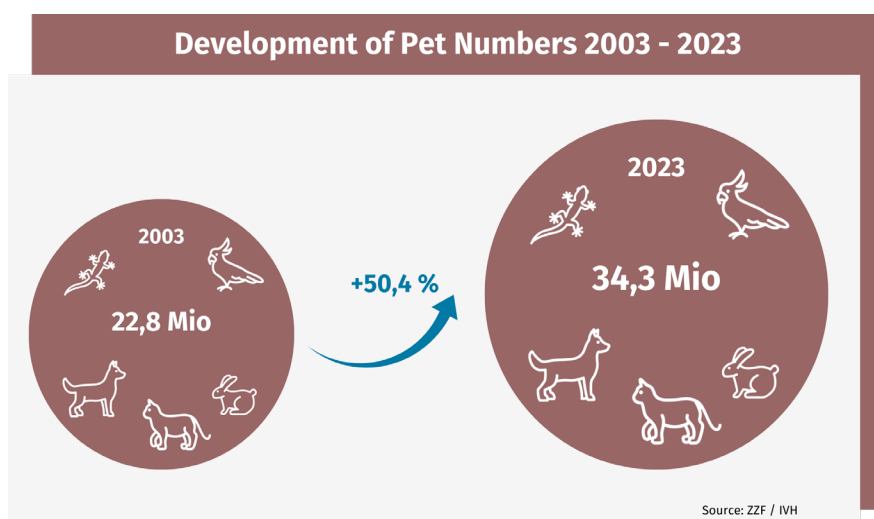 Development of Pet Numbers 2003 - 2023
2003
22,8 Mio
+50,4 %
2023
34,3 Mio
Source: ZZF / IVH